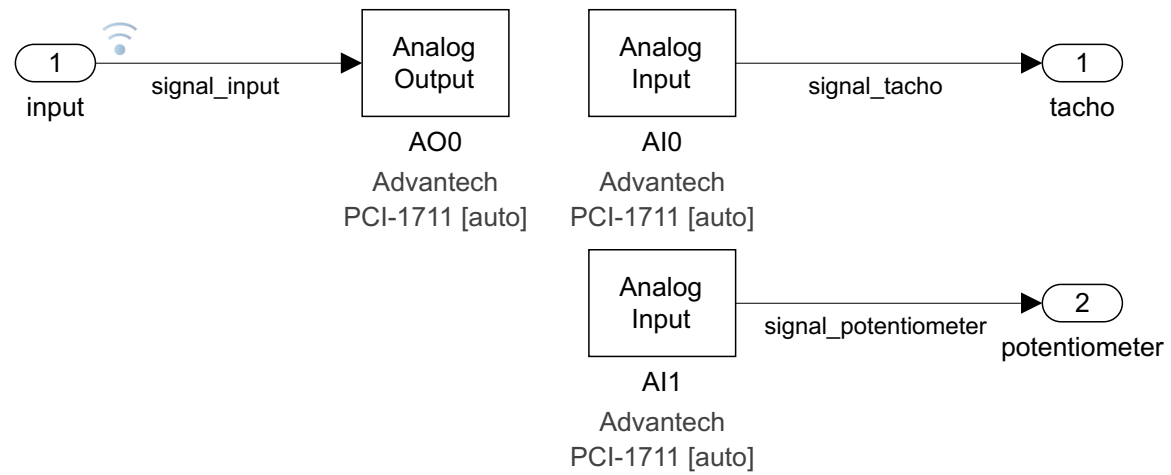 1
input
signal_input
Analog
Output
AO0
Advantech
PCI-1711 [auto]
Analog
Input
AI0
Advantech
PCI-1711 [auto]
signal_tacho
1
tacho
Analog
Input
AI1
Advantech
PCI-1711 [auto]
signal_potentiometer
2
potentiometer